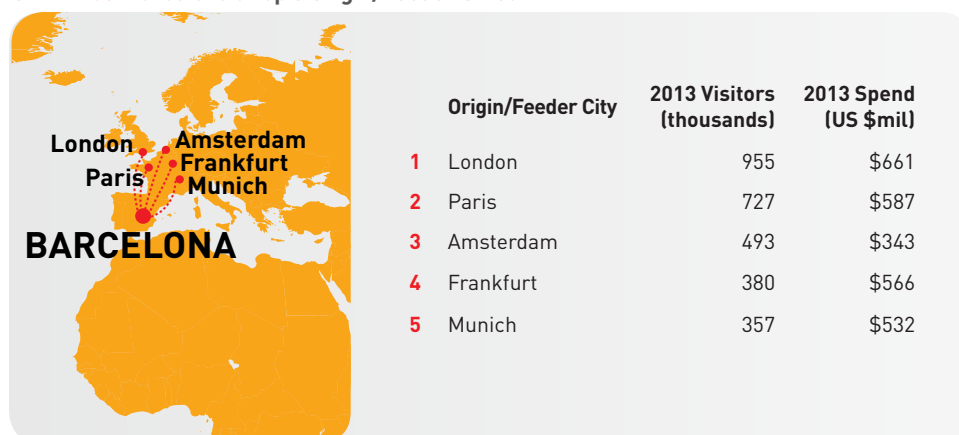 London
Amsterdam
Frankfurt
Paris
Munich
BARCELONA
Origin/Feeder City 2013 Visitors (thousands) 2013 Spend (US $mil)
1 London 955 $661
2 Paris 727 $587
3 Amsterdam 493 $343
4 Frankfurt 380 $566
5 Munich 357 $532